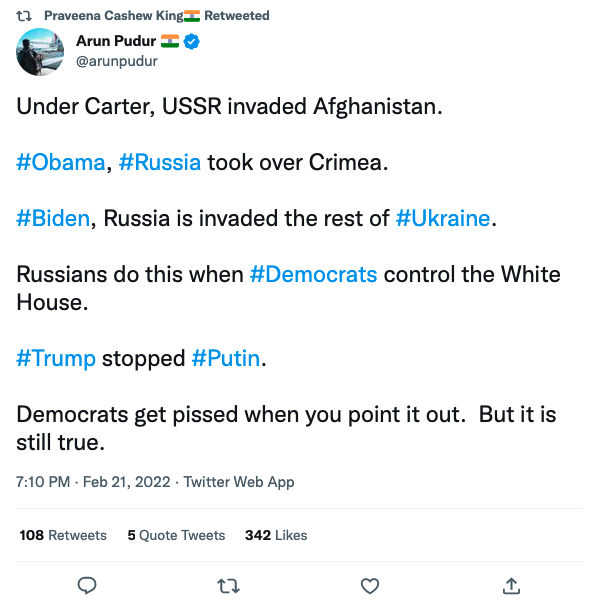 Praveena Cashew King🇮🇳 Retweeted
Arun Pudur 🇮🇳
@arunpudur
Under Carter, USSR invaded Afghanistan.
#Obama, #Russia took over Crimea.
#Biden, Russia is invaded the rest of #Ukraine.
Russians do this when #Democrats control the White
House.
#Trump stopped #Putin.
Democrats get pissed when you point it out.  But it is
still true.
7:10 PM · Feb 21, 2022 · Twitter Web App
108 Retweets 5 Quote Tweets 342 Likes